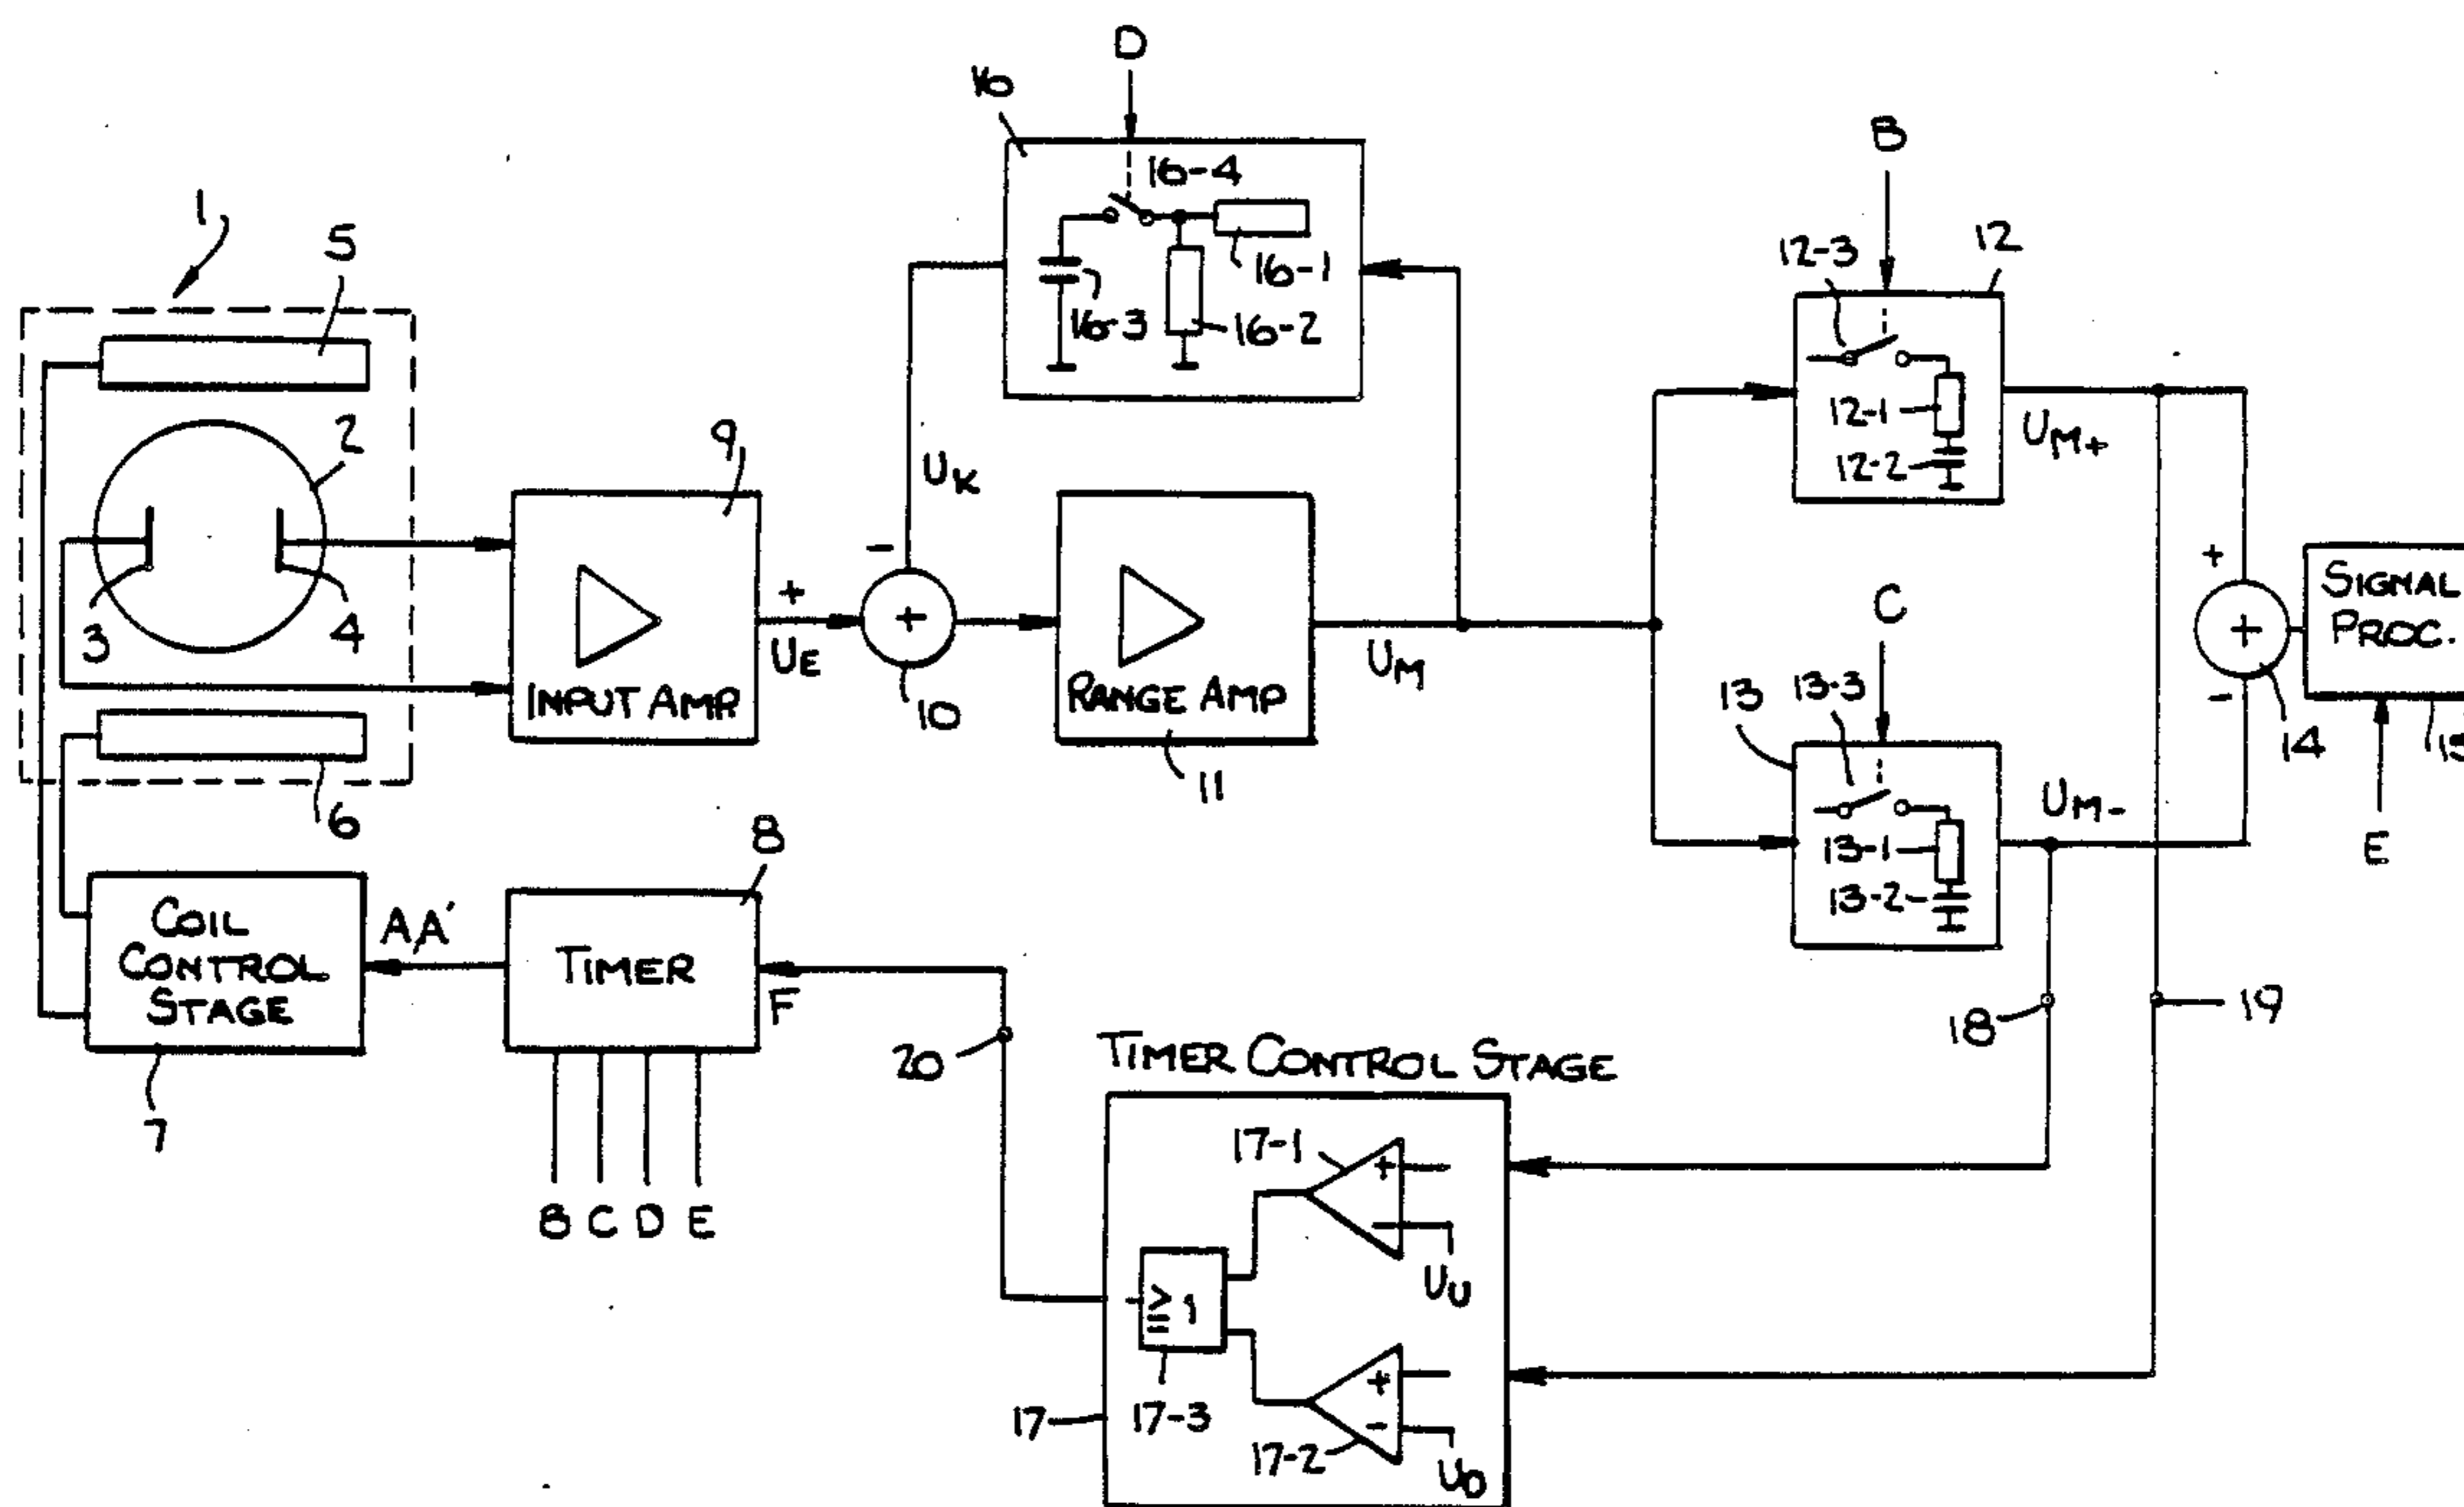 D
16
16-4
16-1
16-3
16-2
UK
B
12-3
12
12-1
12-2
UM+
1
5
2
3
4
6
9
+
UE
INPUT AMP
-
+
10
RANGE AMP
11
UM
C
13
13-3
13-1
13-2
UM-
+
+
-
14
SIGNAL
PROC.
E
COIL
CONTROL
STAGE
7
AA'
8
TIMER
F
B C D E
20
18
19
TIMER CONTROL STAGE
17-1
+
-
UU
≥1
17-3
17
+
-
17-2
UO